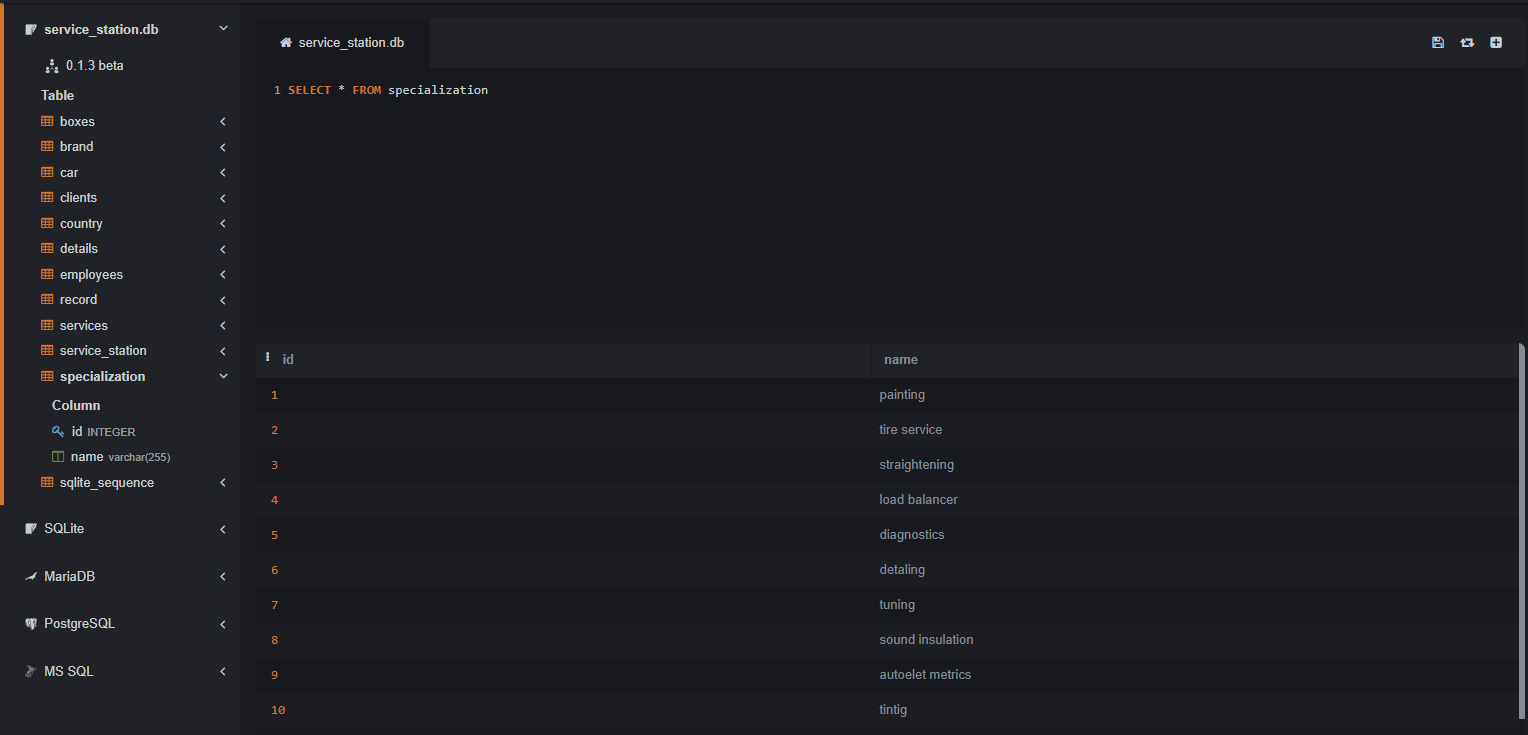 service_station.db
0.1.3 beta
Table
boxes
brand
car
clients
country
details
employees
record
services
service_station
specialization
Column
id INTEGER
name varchar(255)
sqlite_sequence
SQLite
MariaDB
PostgreSQL
MS SQL
service_station.db
1 SELECT * FROM specialization
id name
1 painting
2 tire service
3 straightening
4 load balancer
5 diagnostics
6 detaling
7 tuning
8 sound insulation
9 autoelet metrics
10 tintig